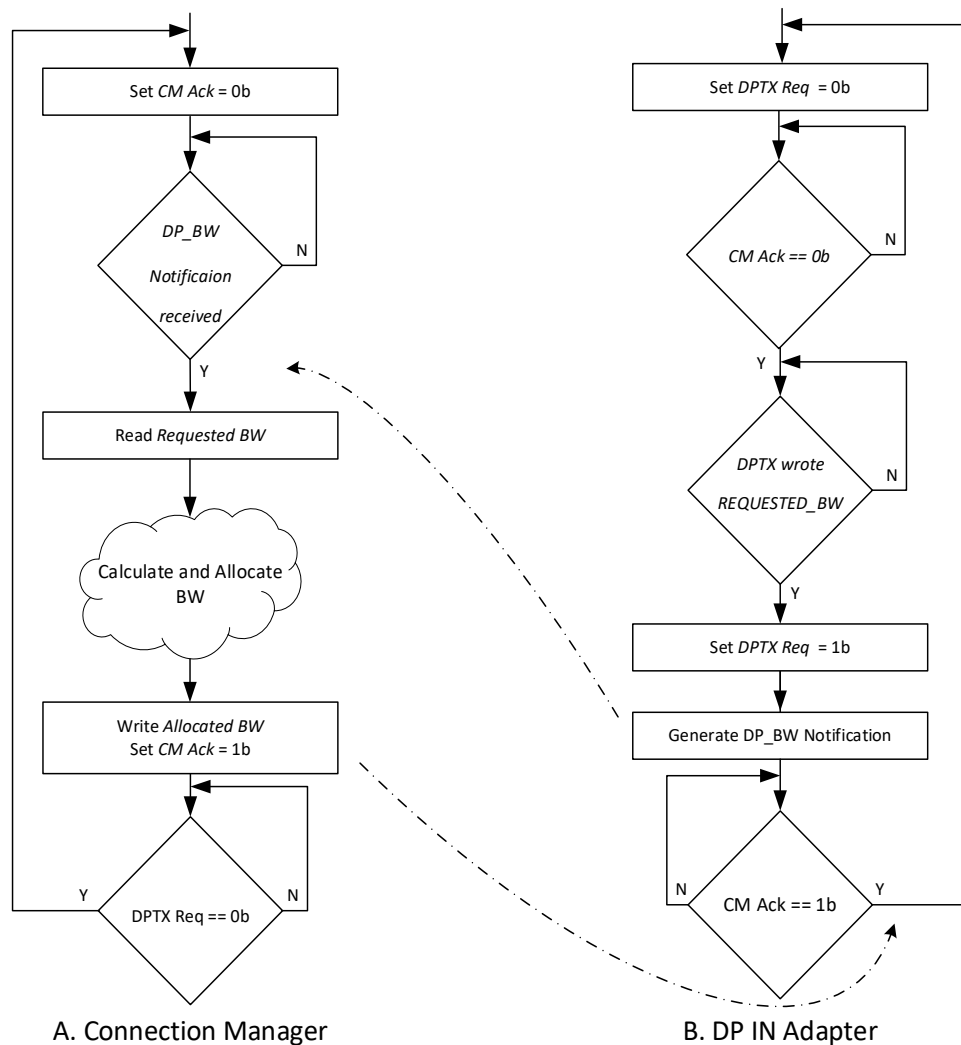 Set CM Ack = 0b
DP_BW
Notificaion
received
N
Y
Read Requested BW
Calculate and Allocate
BW
Write Allocated BW
Set CM Ack = 1b
Y
N
DPTX Req == 0b
A. Connection Manager
Set DPTX Req = 0b
CM Ack == 0b
N
Y
DPTX wrote
REQUESTED_BW
N
Y
Set DPTX Req = 1b
Generate DP_BW Notification
N
Y
CM Ack == 1b
B. DP IN Adapter